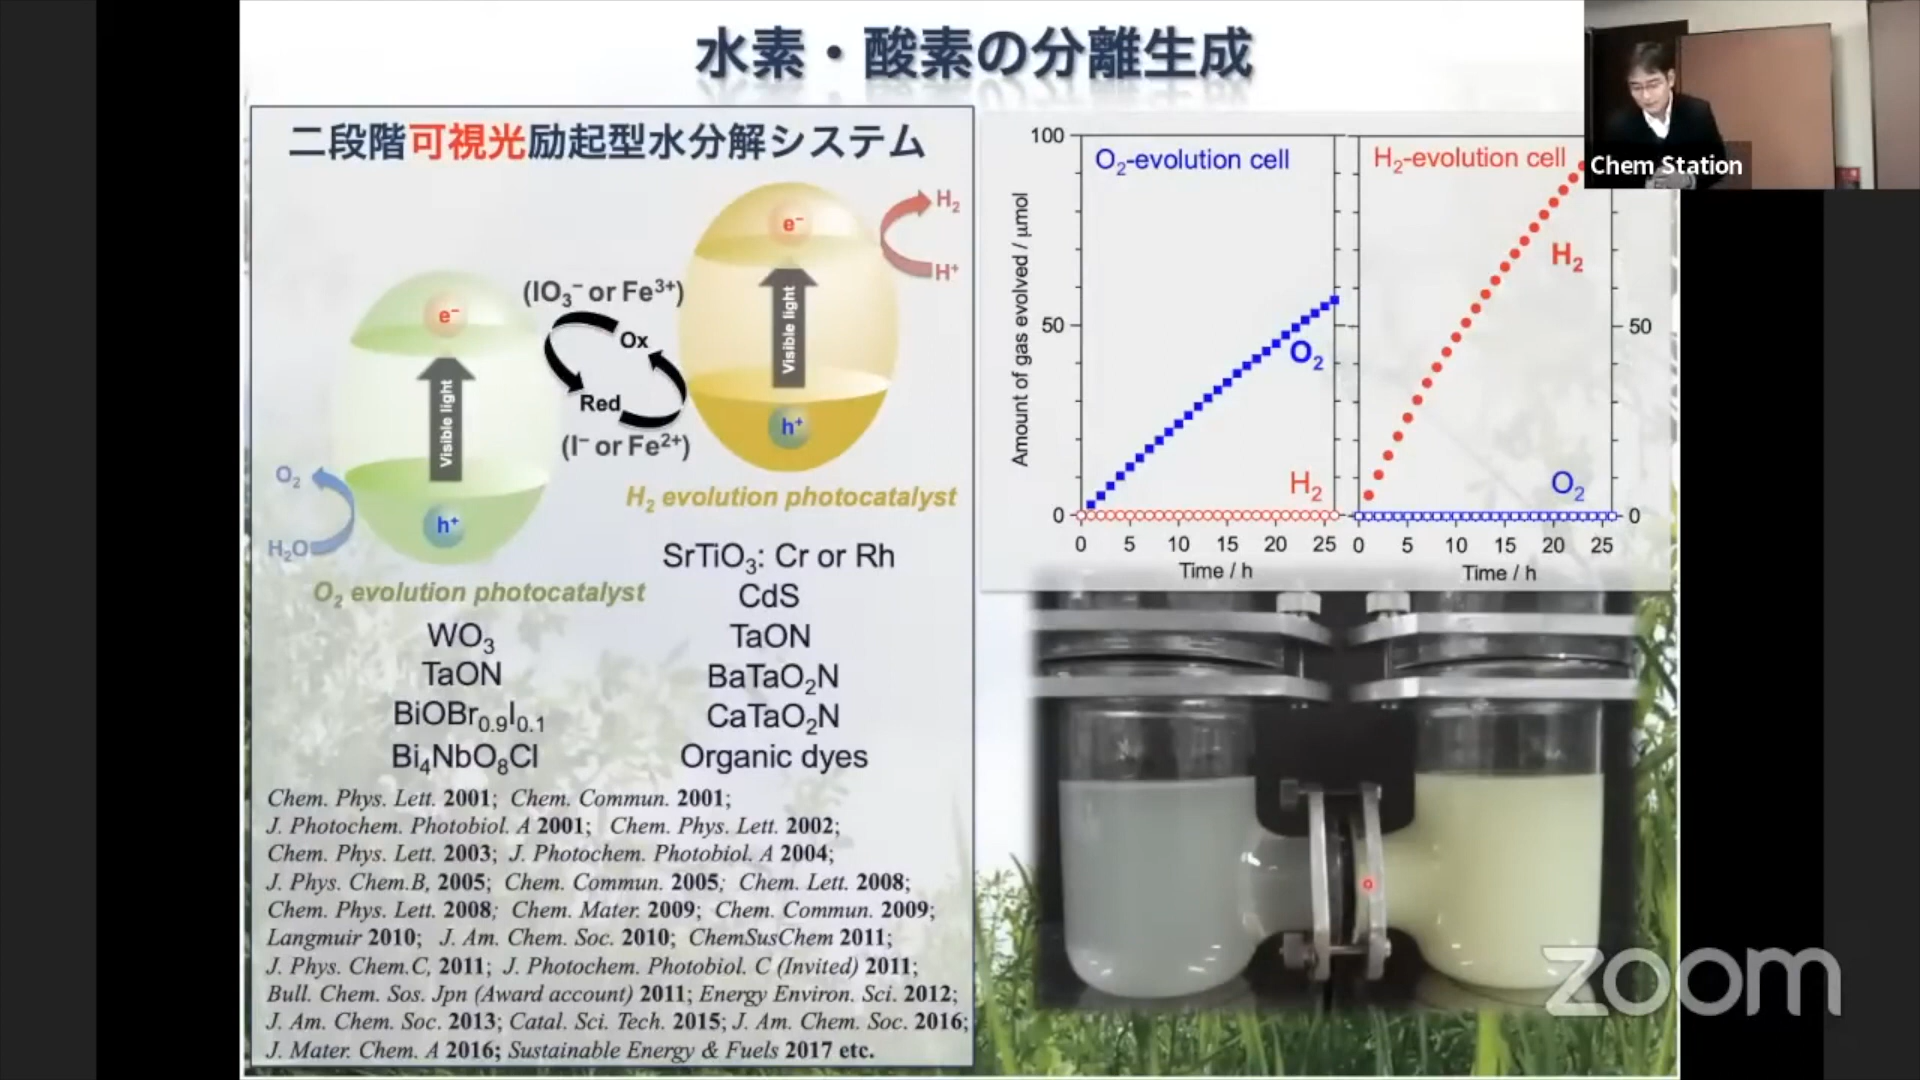 水素・酸素の分離生成
Chem Station
二段階可視光励起型水分解システム
H₂
e⁻
H⁺
(IO₃⁻ or Fe³⁺)
Visible light
e⁻
Ox
Visible light
Red
h⁺
(I⁻ or Fe²⁺)
O₂
H₂ evolution photocatalyst
h⁺
H₂O
SrTiO₃: Cr or Rh
CdS
TaON
BaTaO₂N
CaTaO₂N
Organic dyes
O₂ evolution photocatalyst
WO₃
TaON
BiOBr₀.₉I₀.₁
Bi₄NbO₈Cl
Chem. Phys. Lett. 2001; Chem. Commun. 2001;
J. Photochem. Photobiol. A 2001; Chem. Phys. Lett. 2002;
Chem. Phys. Lett. 2003; J. Photochem. Photobiol. A 2004;
J. Phys. Chem.B, 2005; Chem. Commun. 2005; Chem. Lett. 2008;
Chem. Phys. Lett. 2008; Chem. Mater. 2009; Chem. Commun. 2009;
Langmuir 2010; J. Am. Chem. Soc. 2010; ChemSusChem 2011;
J. Phys. Chem.C, 2011; J. Photochem. Photobiol. C (Invited) 2011;
Bull. Chem. Sos. Jpn (Award account) 2011; Energy Environ. Sci. 2012;
J. Am. Chem. Soc. 2013; Catal. Sci. Tech. 2015; J. Am. Chem. Soc. 2016;
J. Mater. Chem. A 2016; Sustainable Energy & Fuels 2017 etc.
Amount of gas evolved / μmol
100
50
0
O₂-evolution cell
O₂
H₂
0 5 10 15 20 25
Time / h
H₂-evolution cell
H₂
O₂
50
0
0 5 10 15 20 25
Time / h
zoom